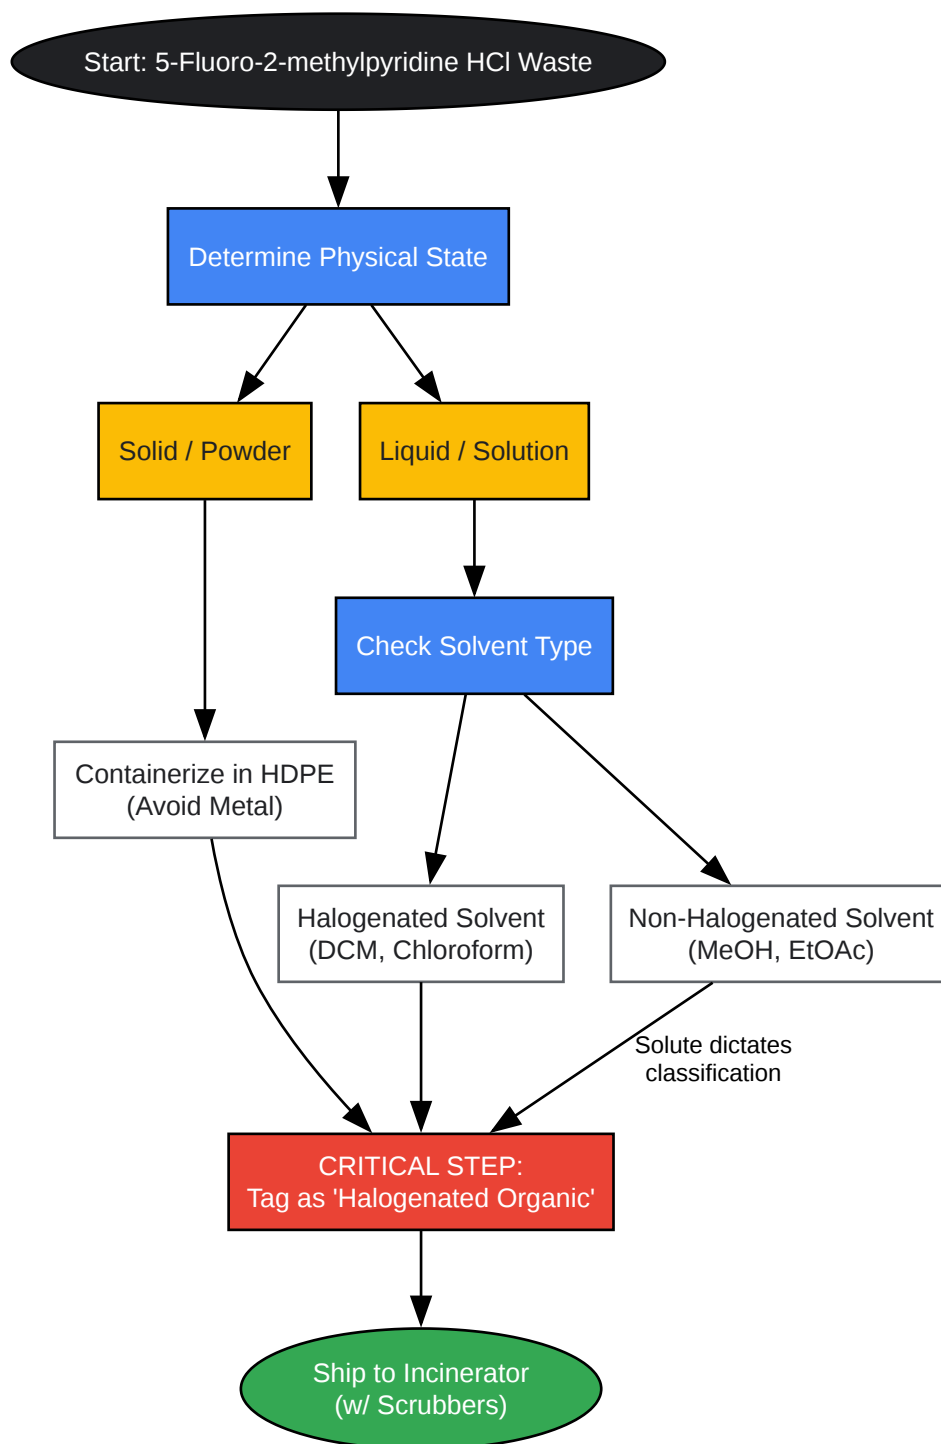 Start: 5-Fluoro-2-methylpyridine HCl Waste
Determine Physical State
Solid / Powder
Liquid / Solution
Check Solvent Type
Containerize in HDPE
(Avoid Metal)
Halogenated Solvent
(DCM, Chloroform)
Non-Halogenated Solvent
(MeOH, EtOAc)
Solute dictates
classification
CRITICAL STEP:
Tag as 'Halogenated Organic'
Ship to Incinerator
(w/ Scrubbers)